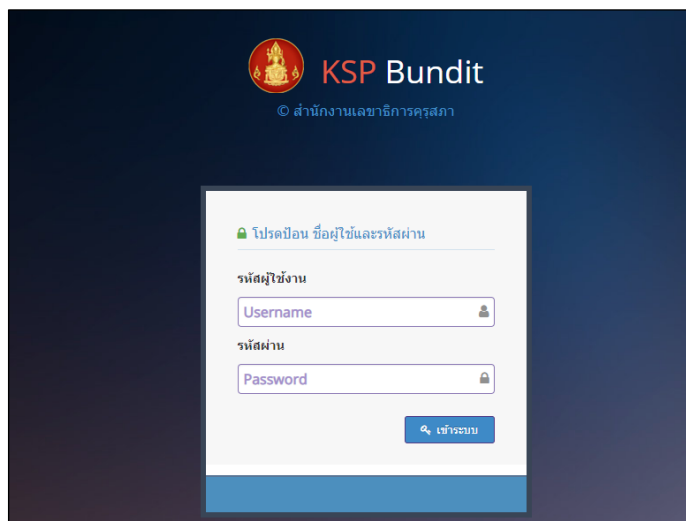 KSP Bundit
© สำนักงานเลขาธิการคุรุสภา
โปรดป้อน ชื่อผู้ใช้และรหัสผ่าน
รหัสผู้ใช้งาน
Username
รหัสผ่าน
Password
เข้าระบบ